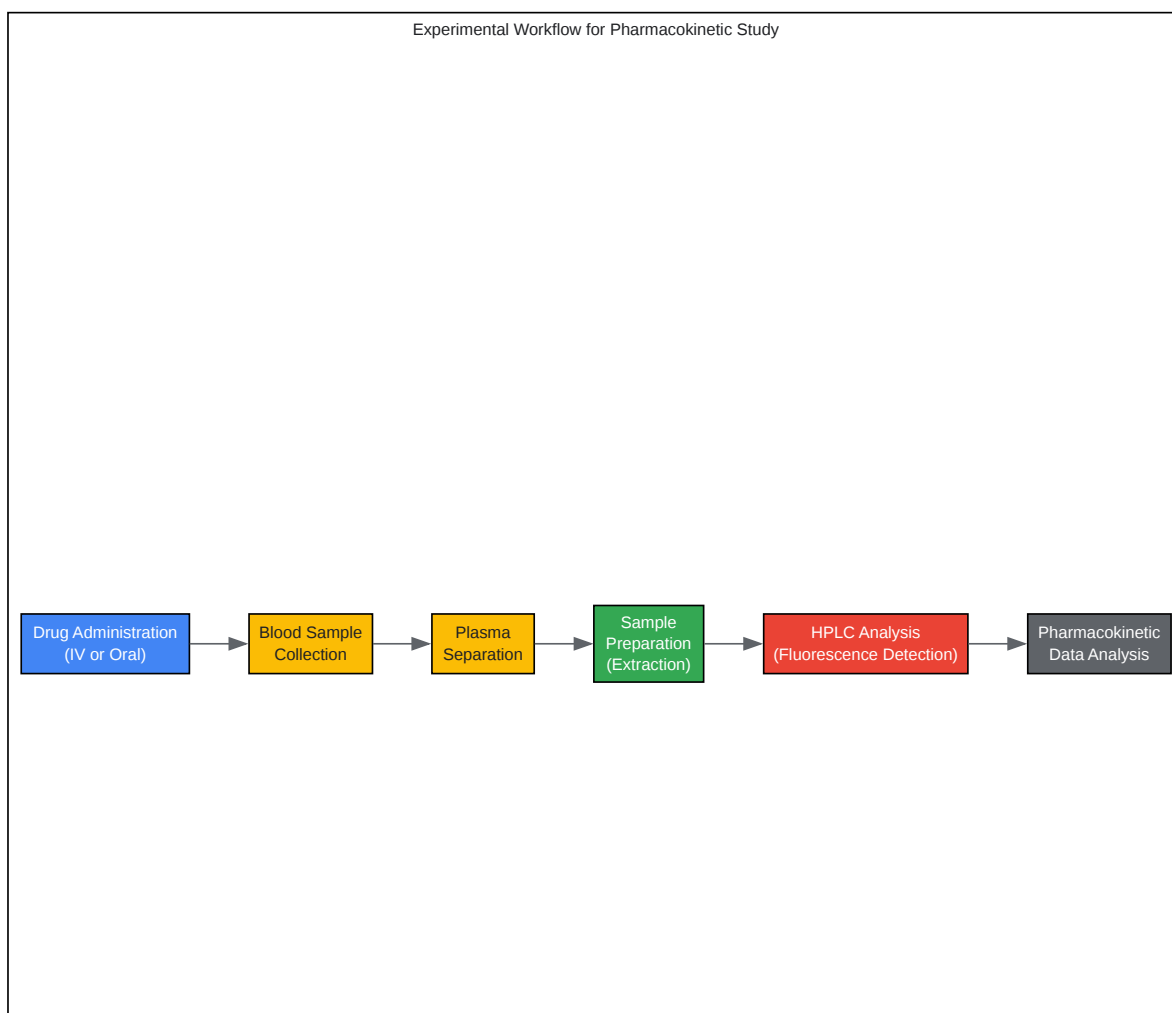 Experimental Workflow for Pharmacokinetic Study
Drug Administration
(IV or Oral)
Blood Sample
Collection
Plasma
Separation
Sample
Preparation
(Extraction)
HPLC Analysis
(Fluorescence Detection)
Pharmacokinetic
Data Analysis